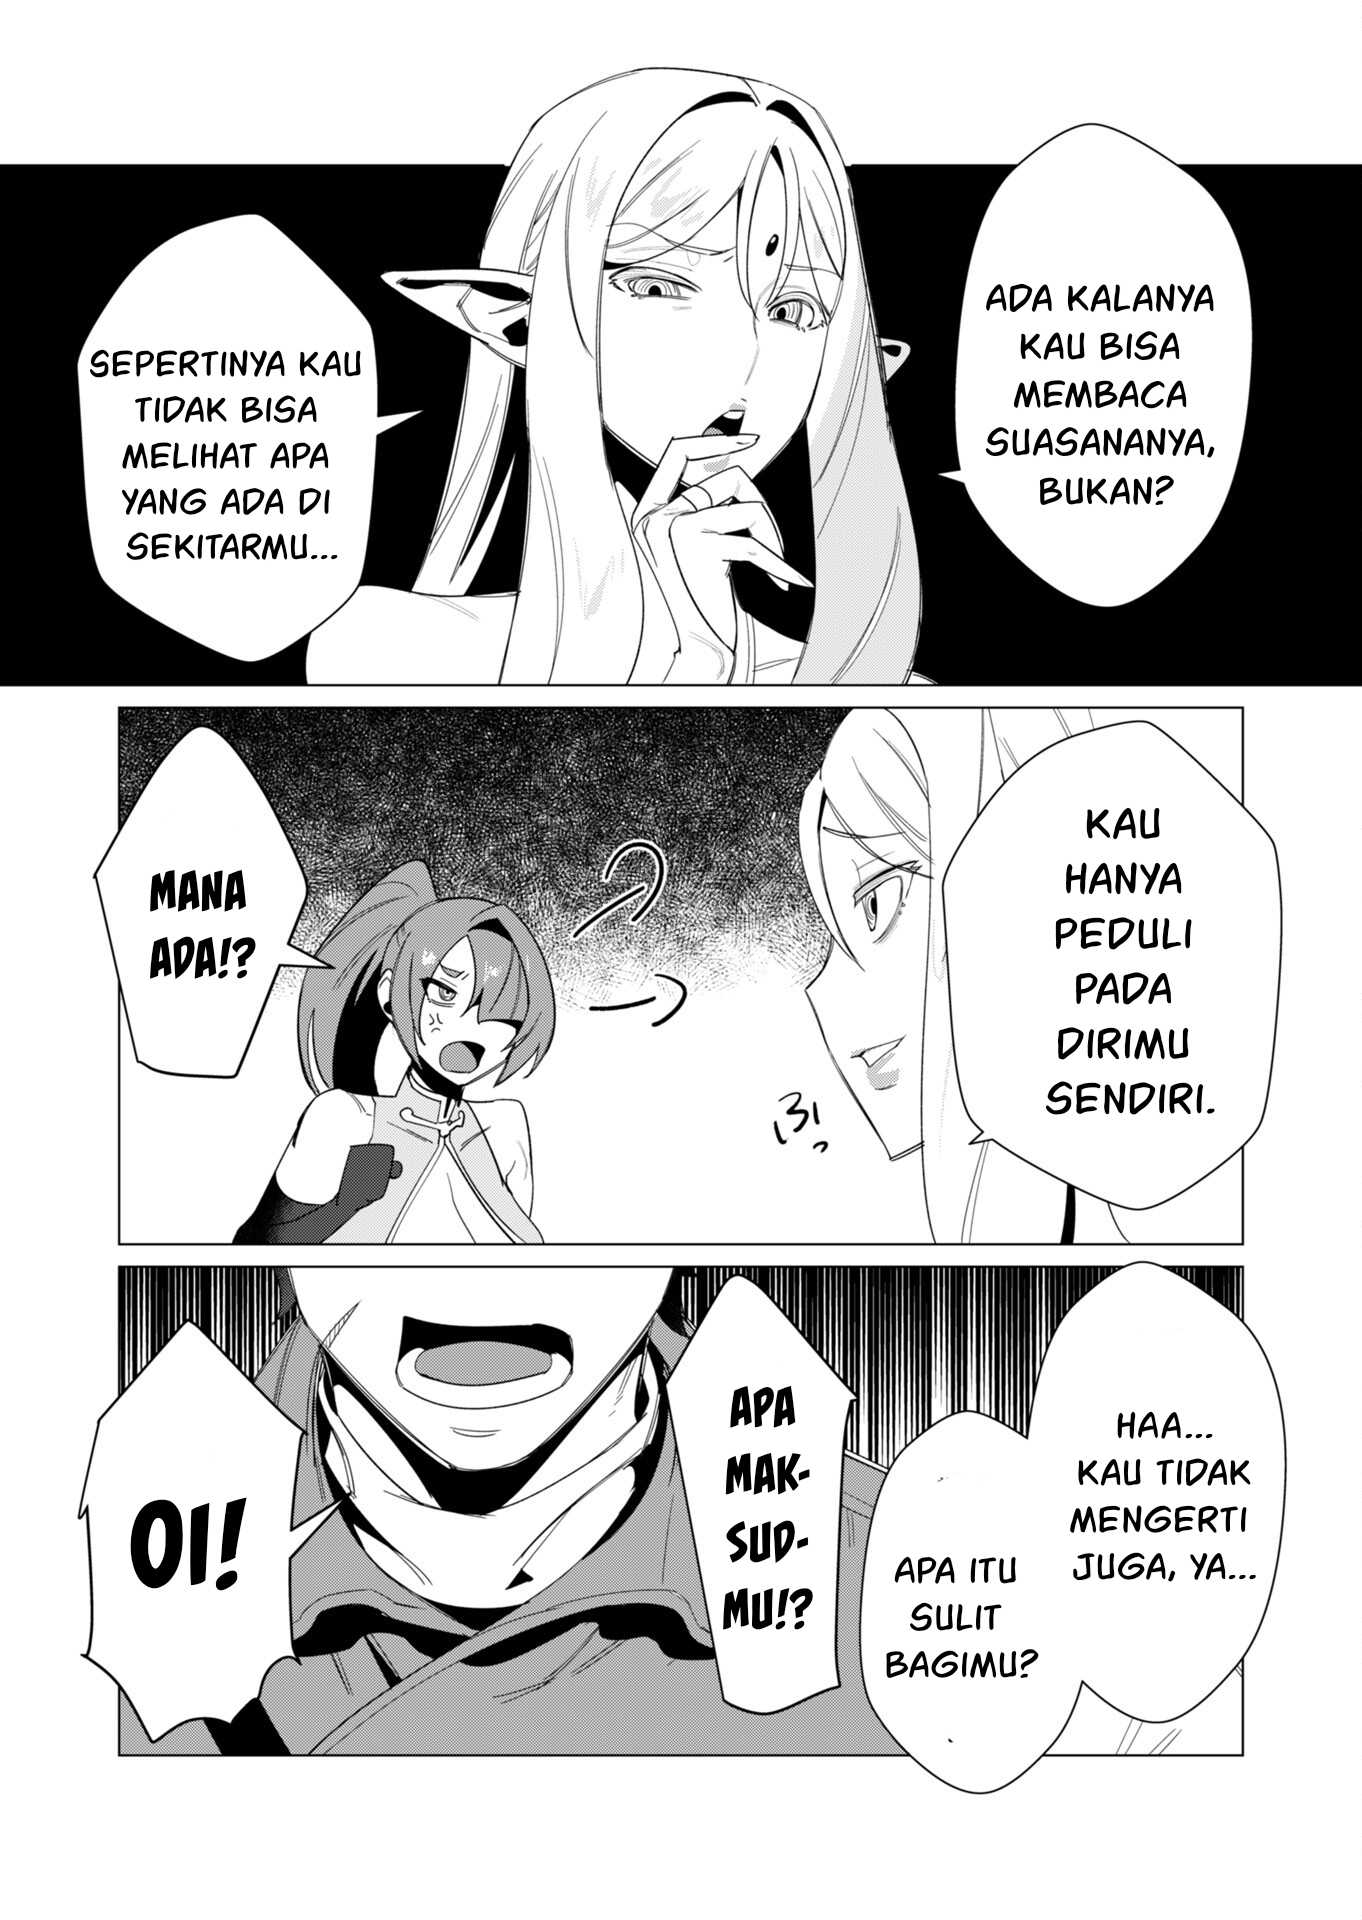 ADA KALANYA
KAU BISA
MEMBACA
SUASANANYA,
BUKAN?
SEPERTINYA KAU
TIDAK BISA
MELIHAT APA
YANG ADA DI
SEKITARMU...
KAU
HANYA
PEDULI
PADA
DIRIMU
SENDIRI.
ふぃ
MANA
ADA!?
HAA...
KAU TIDAK
MENGERTI
JUGA, YA...
APA ITU
SULIT
BAGIMU?
APA
MAK-
SUD-
MU!?
OI!